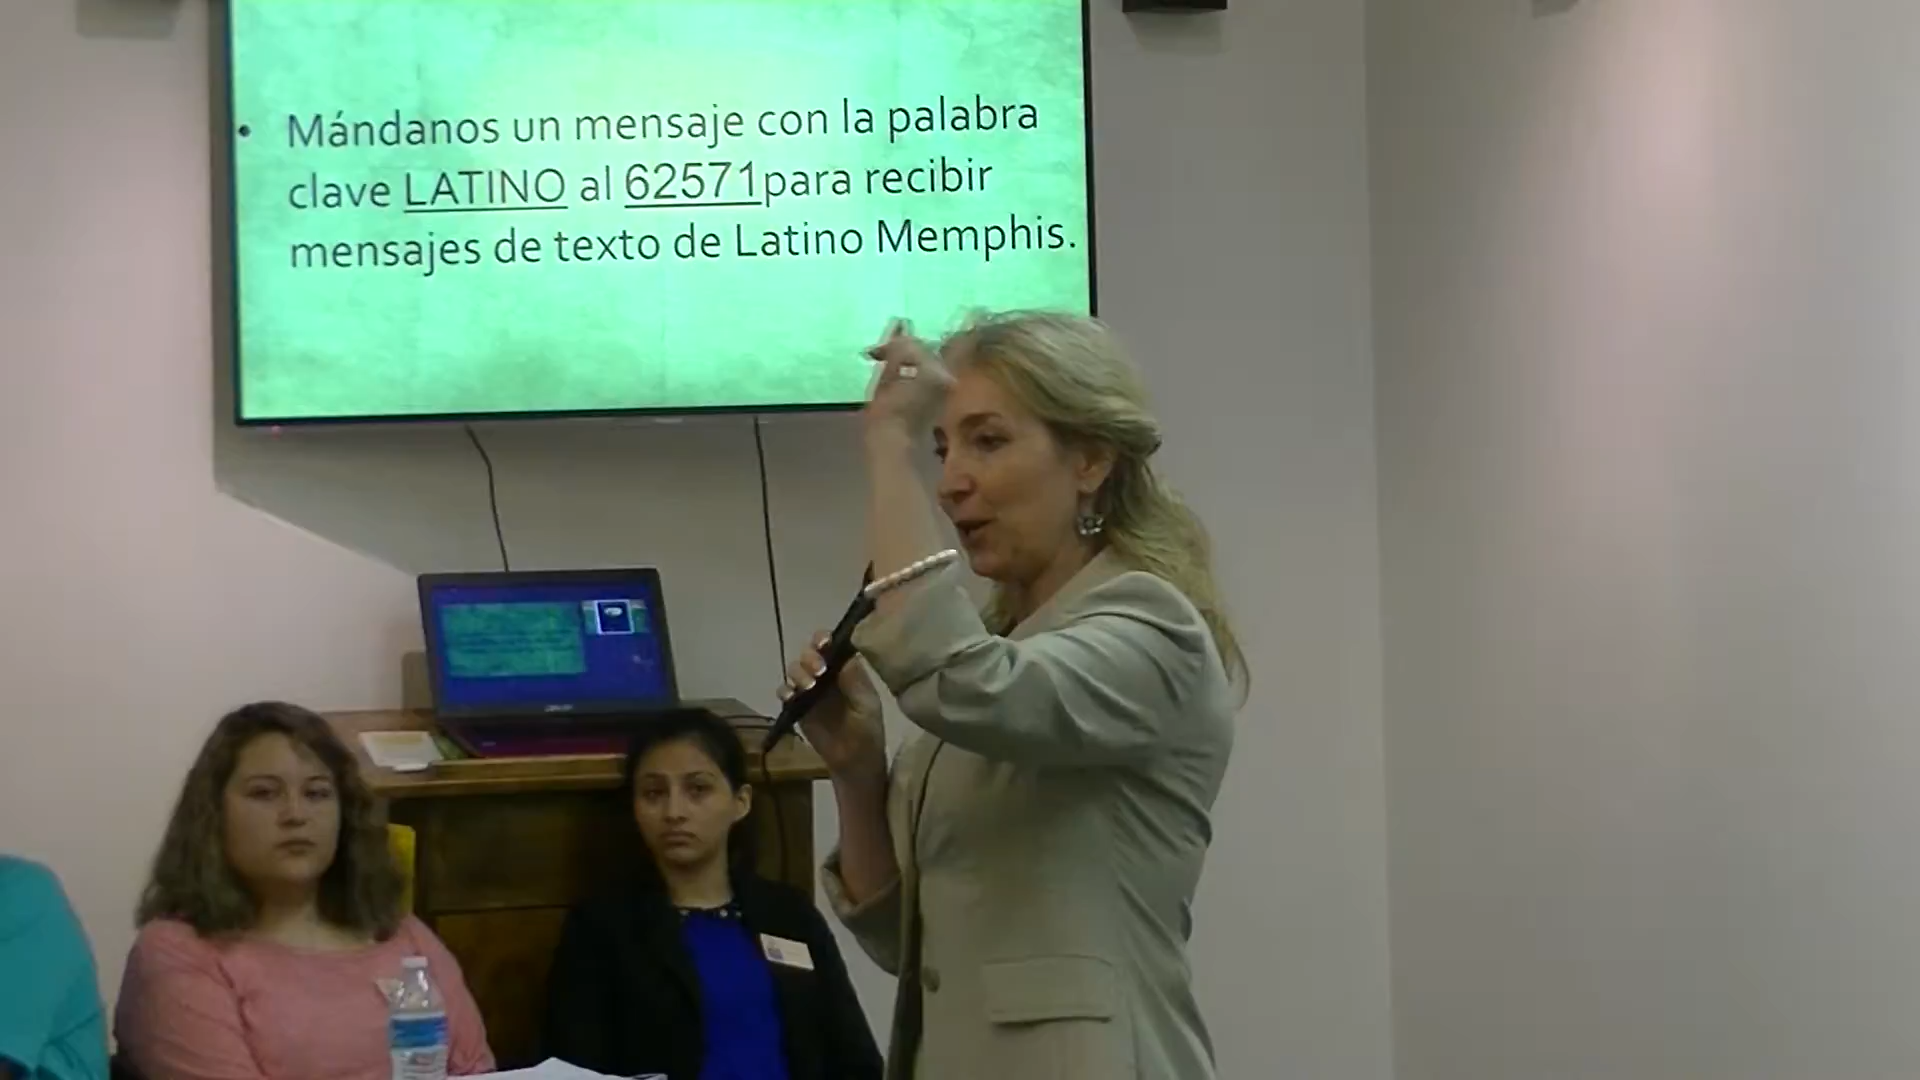 • Mándanos un mensaje con la palabra
clave LATINO al 62571para recibir
mensajes de texto de Latino Memphis.